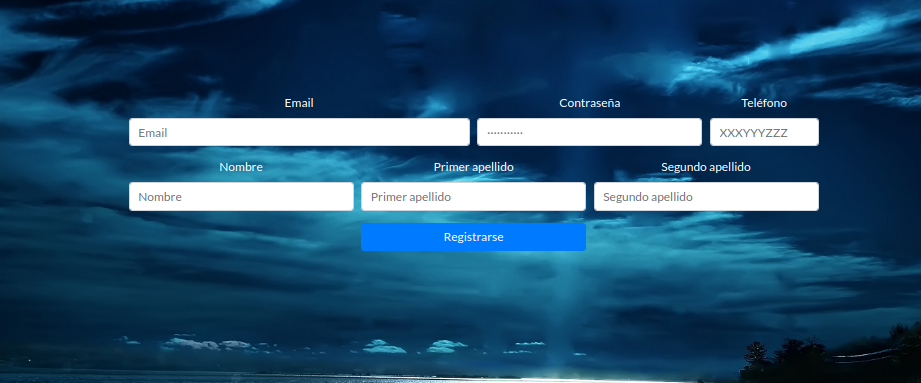 Email Contraseña Teléfono
Email ··········· XXXYYYZZZ
Nombre Primer apellido Segundo apellido
Nombre Primer apellido Segundo apellido
Registrarse